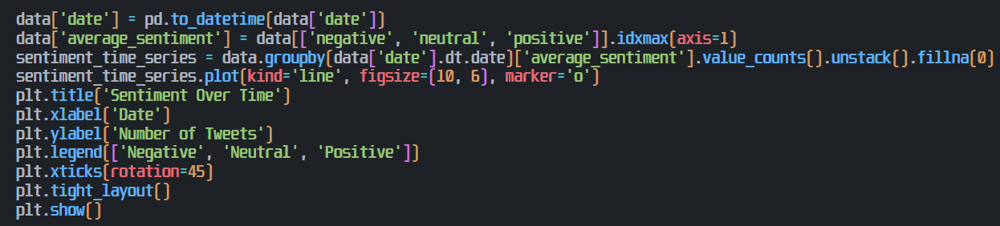 data['date'] = pd.to_datetime(data['date'])
data['average_sentiment'] = data[['negative', 'neutral', 'positive']].idxmax(axis=1)
sentiment_time_series = data.groupby(data['date'].dt.date)['average_sentiment'].value_counts().unstack().fillna(0)
sentiment_time_series.plot(kind='line', figsize=(10, 6), marker='o')
plt.title('Sentiment Over Time')
plt.xlabel('Date')
plt.ylabel('Number of Tweets')
plt.legend(['Negative', 'Neutral', 'Positive'])
plt.xticks(rotation=45)
plt.tight_layout()
plt.show()